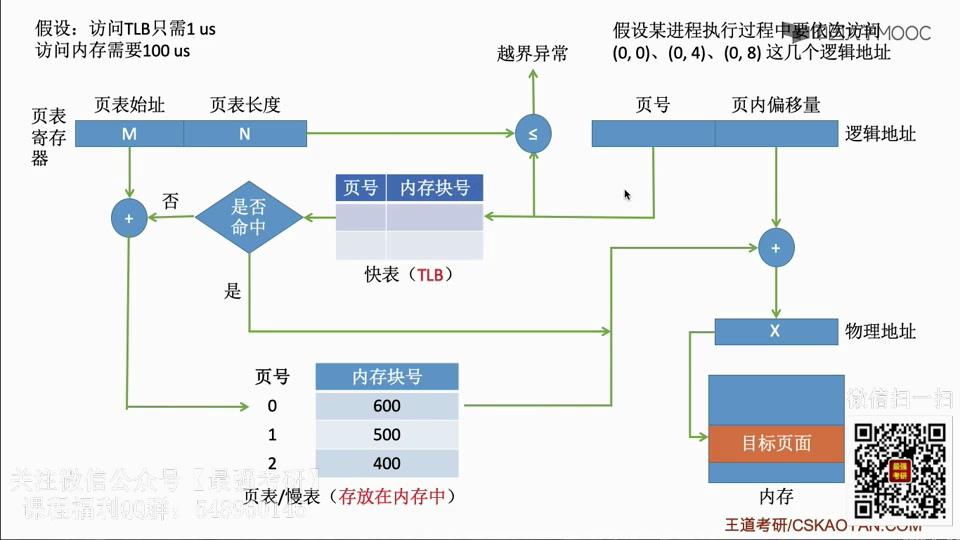 假设：访问TLB只需1 us
访问内存需要100 us
假设某进程执行过程中要依次访问
(0, 0)、(0, 4)、(0, 8) 这几个逻辑地址
越界异常
页表始址
页表长度
页号
页内偏移量
页表
寄存
器
M
N
≤
逻辑地址
页号
内存块号
是否
命中
否
+
+
快表（TLB）
是
X
物理地址
页号
内存块号
0
600
1
500
2
400
目标页面
内存
页表/慢表（存放在内存中）
微信扫一扫
最强
考研
关注微信公众号【最强考研】
课程福利QQ群：
王道考研/CSKAOYAN.COM